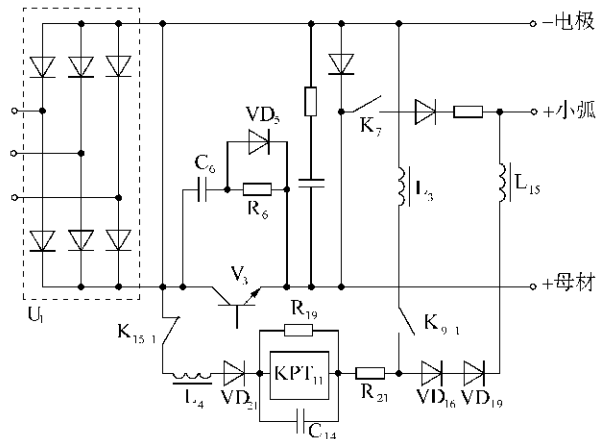 −电极
VD₅
K₇
+小弧
C₆
R₆
L₃
L₁₅
V₃
+母材
U₁
K₁₅₋₁
R₁₉
K₉₋₁
KPT₁₁
L₄
VD₂₁
C₁₄
R₂₁
VD₁₆
VD₁₉